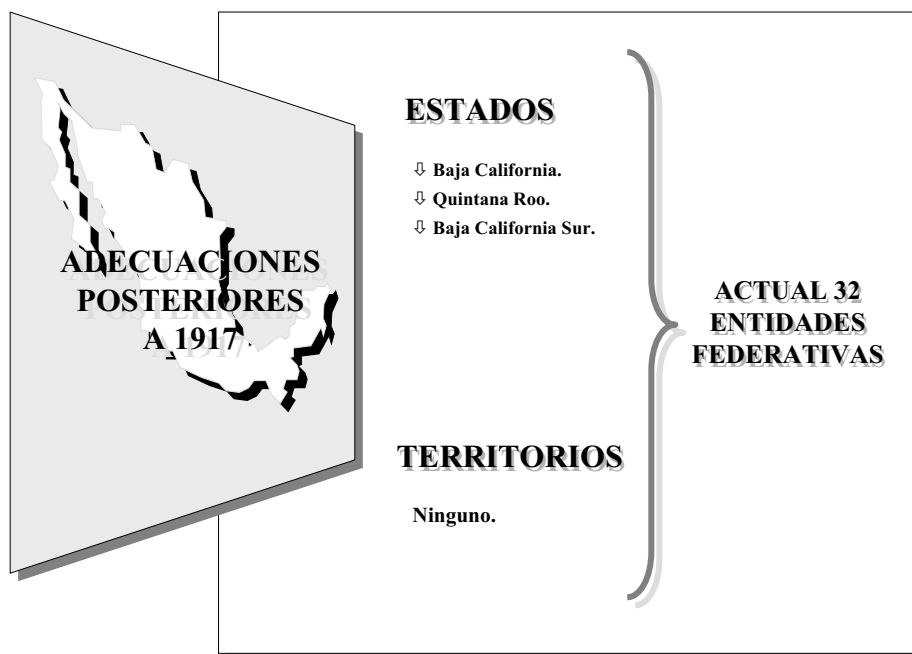 ADECUACIONES
POSTERIORES
A 1917
ESTADOS
⇩ Baja California.
⇩ Quintana Roo.
⇩ Baja California Sur.
TERRITORIOS
Ninguno.
ACTUAL 32
ENTIDADES
FEDERATIVAS